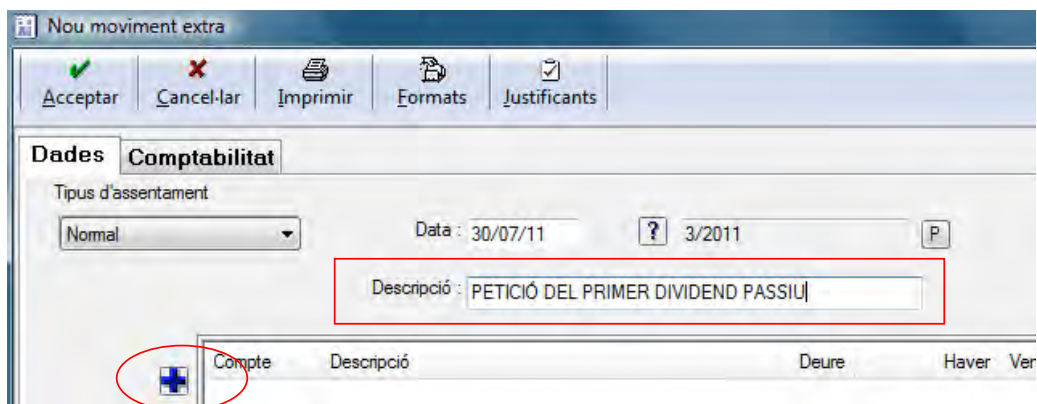 Nou moviment extra
Acceptar Cancel·lar Imprimir Formats Justificants
Dades Comptabilitat
Tipus d'assentament
Normal Data : 30/07/11 ? 3/2011 P
Descripció : PETICIÓ DEL PRIMER DIVIDEND PASSIU
Compte Descripció Deure Haver Ver